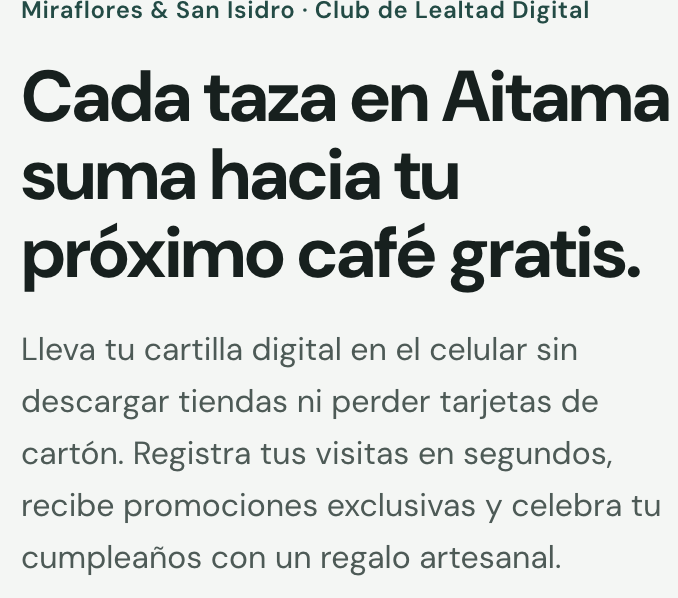 Miraflores & San Isidro · Club de Lealtad Digital
Cada taza en Aitama
suma hacia tu
próximo café gratis.
Lleva tu cartilla digital en el celular sin
descargar tiendas ni perder tarjetas de
cartón. Registra tus visitas en segundos,
recibe promociones exclusivas y celebra tu
cumpleaños con un regalo artesanal.